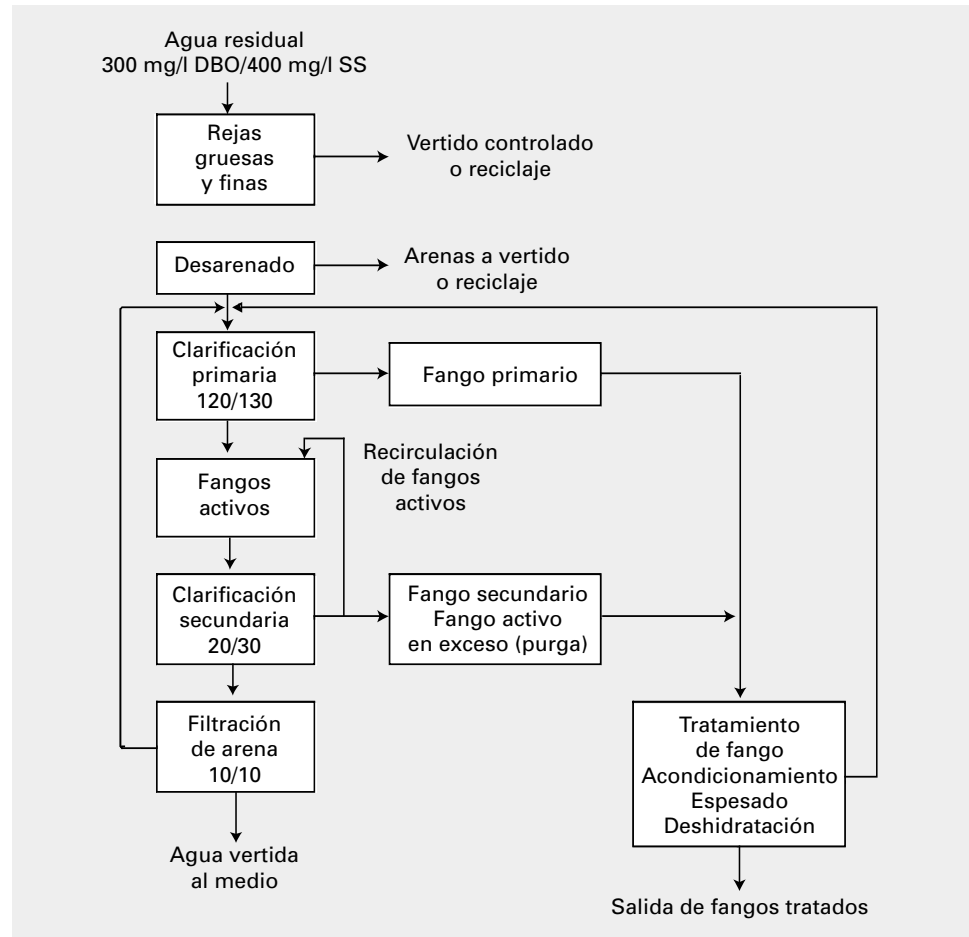 Agua residual
300 mg/l DBO/400 mg/l SS
Rejas
gruesas
y finas
Vertido controlado
o reciclaje
Desarenado
Arenas a vertido
o reciclaje
Clarificación
primaria
120/130
Fango primario
Fangos
activos
Recirculación
de fangos
activos
Clarificación
secundaria
20/30
Fango secundario
Fango activo
en exceso (purga)
Filtración
de arena
10/10
Tratamiento
de fango
Acondicionamiento
Espesado
Deshidratación
Agua vertida
al medio
Salida de fangos tratados